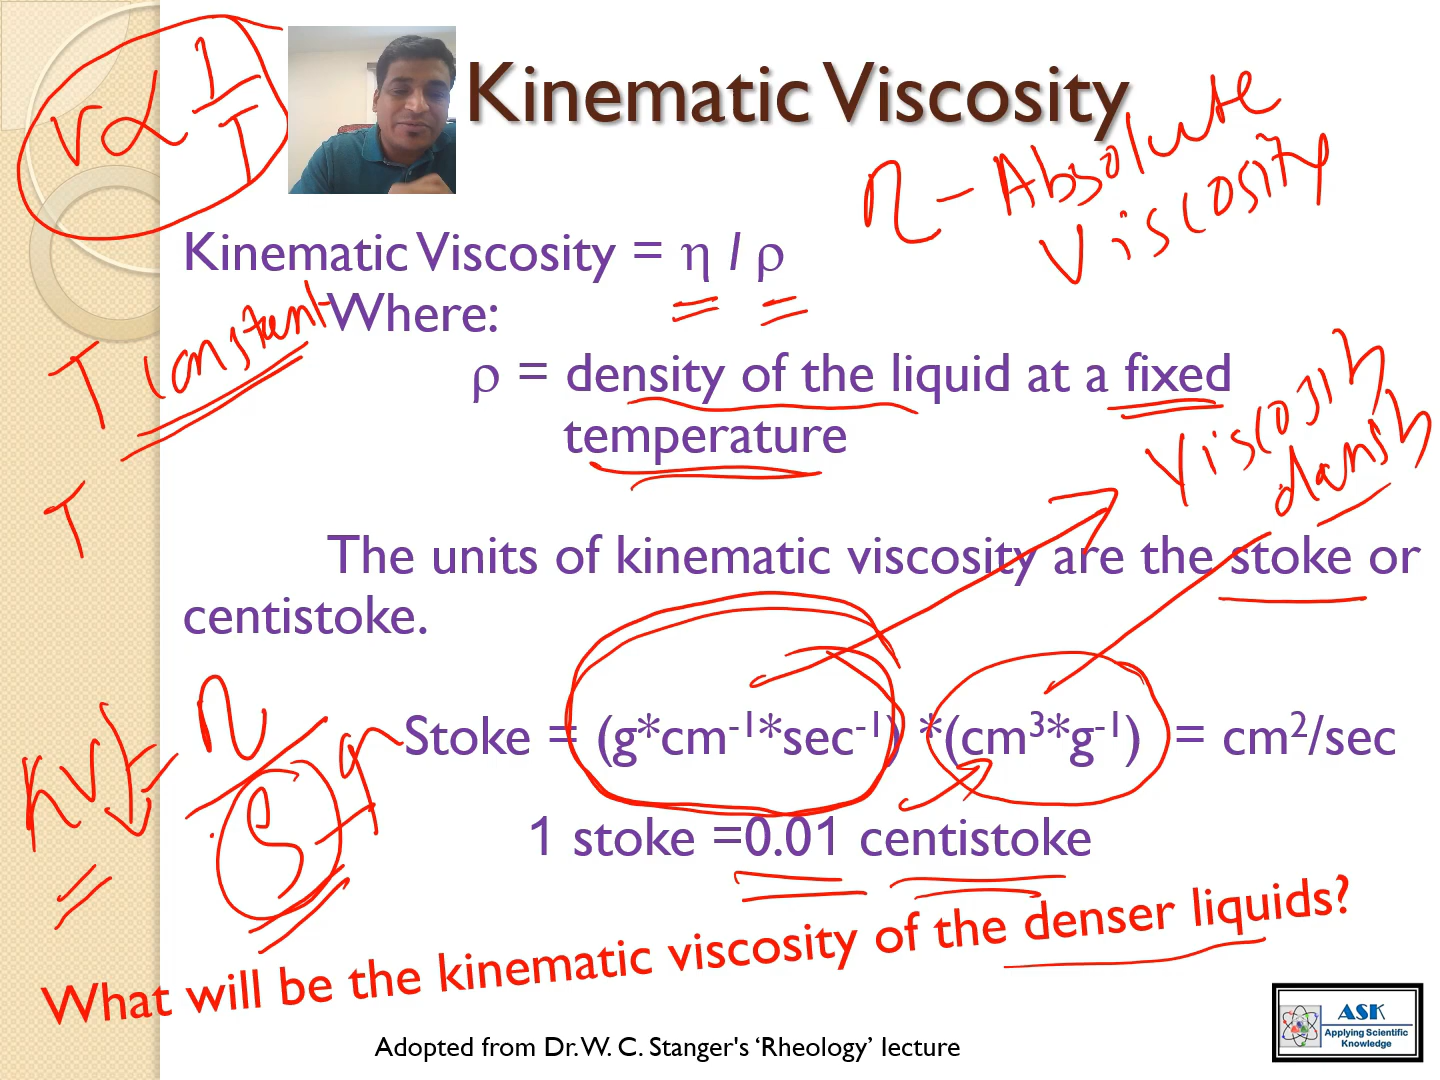 v ∝ 1/T
Kinematic Viscosity
η - Absolute
Viscosity
Kinematic Viscosity = η / ρ
T constant
Where:
ρ = density of the liquid at a fixed
temperature
Viscosity
density
T
The units of kinematic viscosity are the stoke or
centistoke.
Stoke = (g*cm⁻¹*sec⁻¹) *(cm³*g⁻¹) = cm²/sec
KV
η
1 stoke =0.01 centistoke
What will be the kinematic viscosity of the denser liquids?
ASK
Applying Scientific
Knowledge
Adopted from Dr. W. C. Stanger's ‘Rheology’ lecture